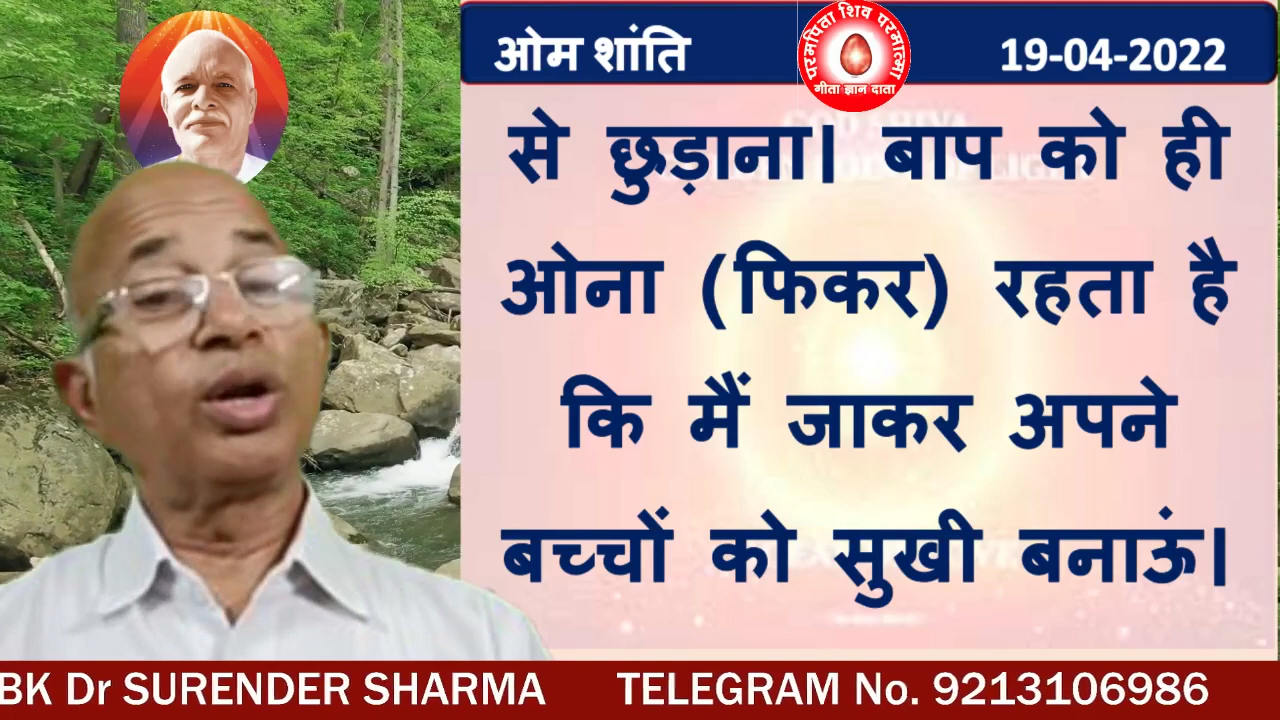 ओम शांति
परमपिता शिव परमात्मा
गीता ज्ञान दाता
19-04-2022
से छुड़ाना। बाप को ही
ओना (फिकर) रहता है
कि मैं जाकर अपने
बच्चों को सुखी बनाऊं।
BK Dr SURENDER SHARMA TELEGRAM No. 9213106986